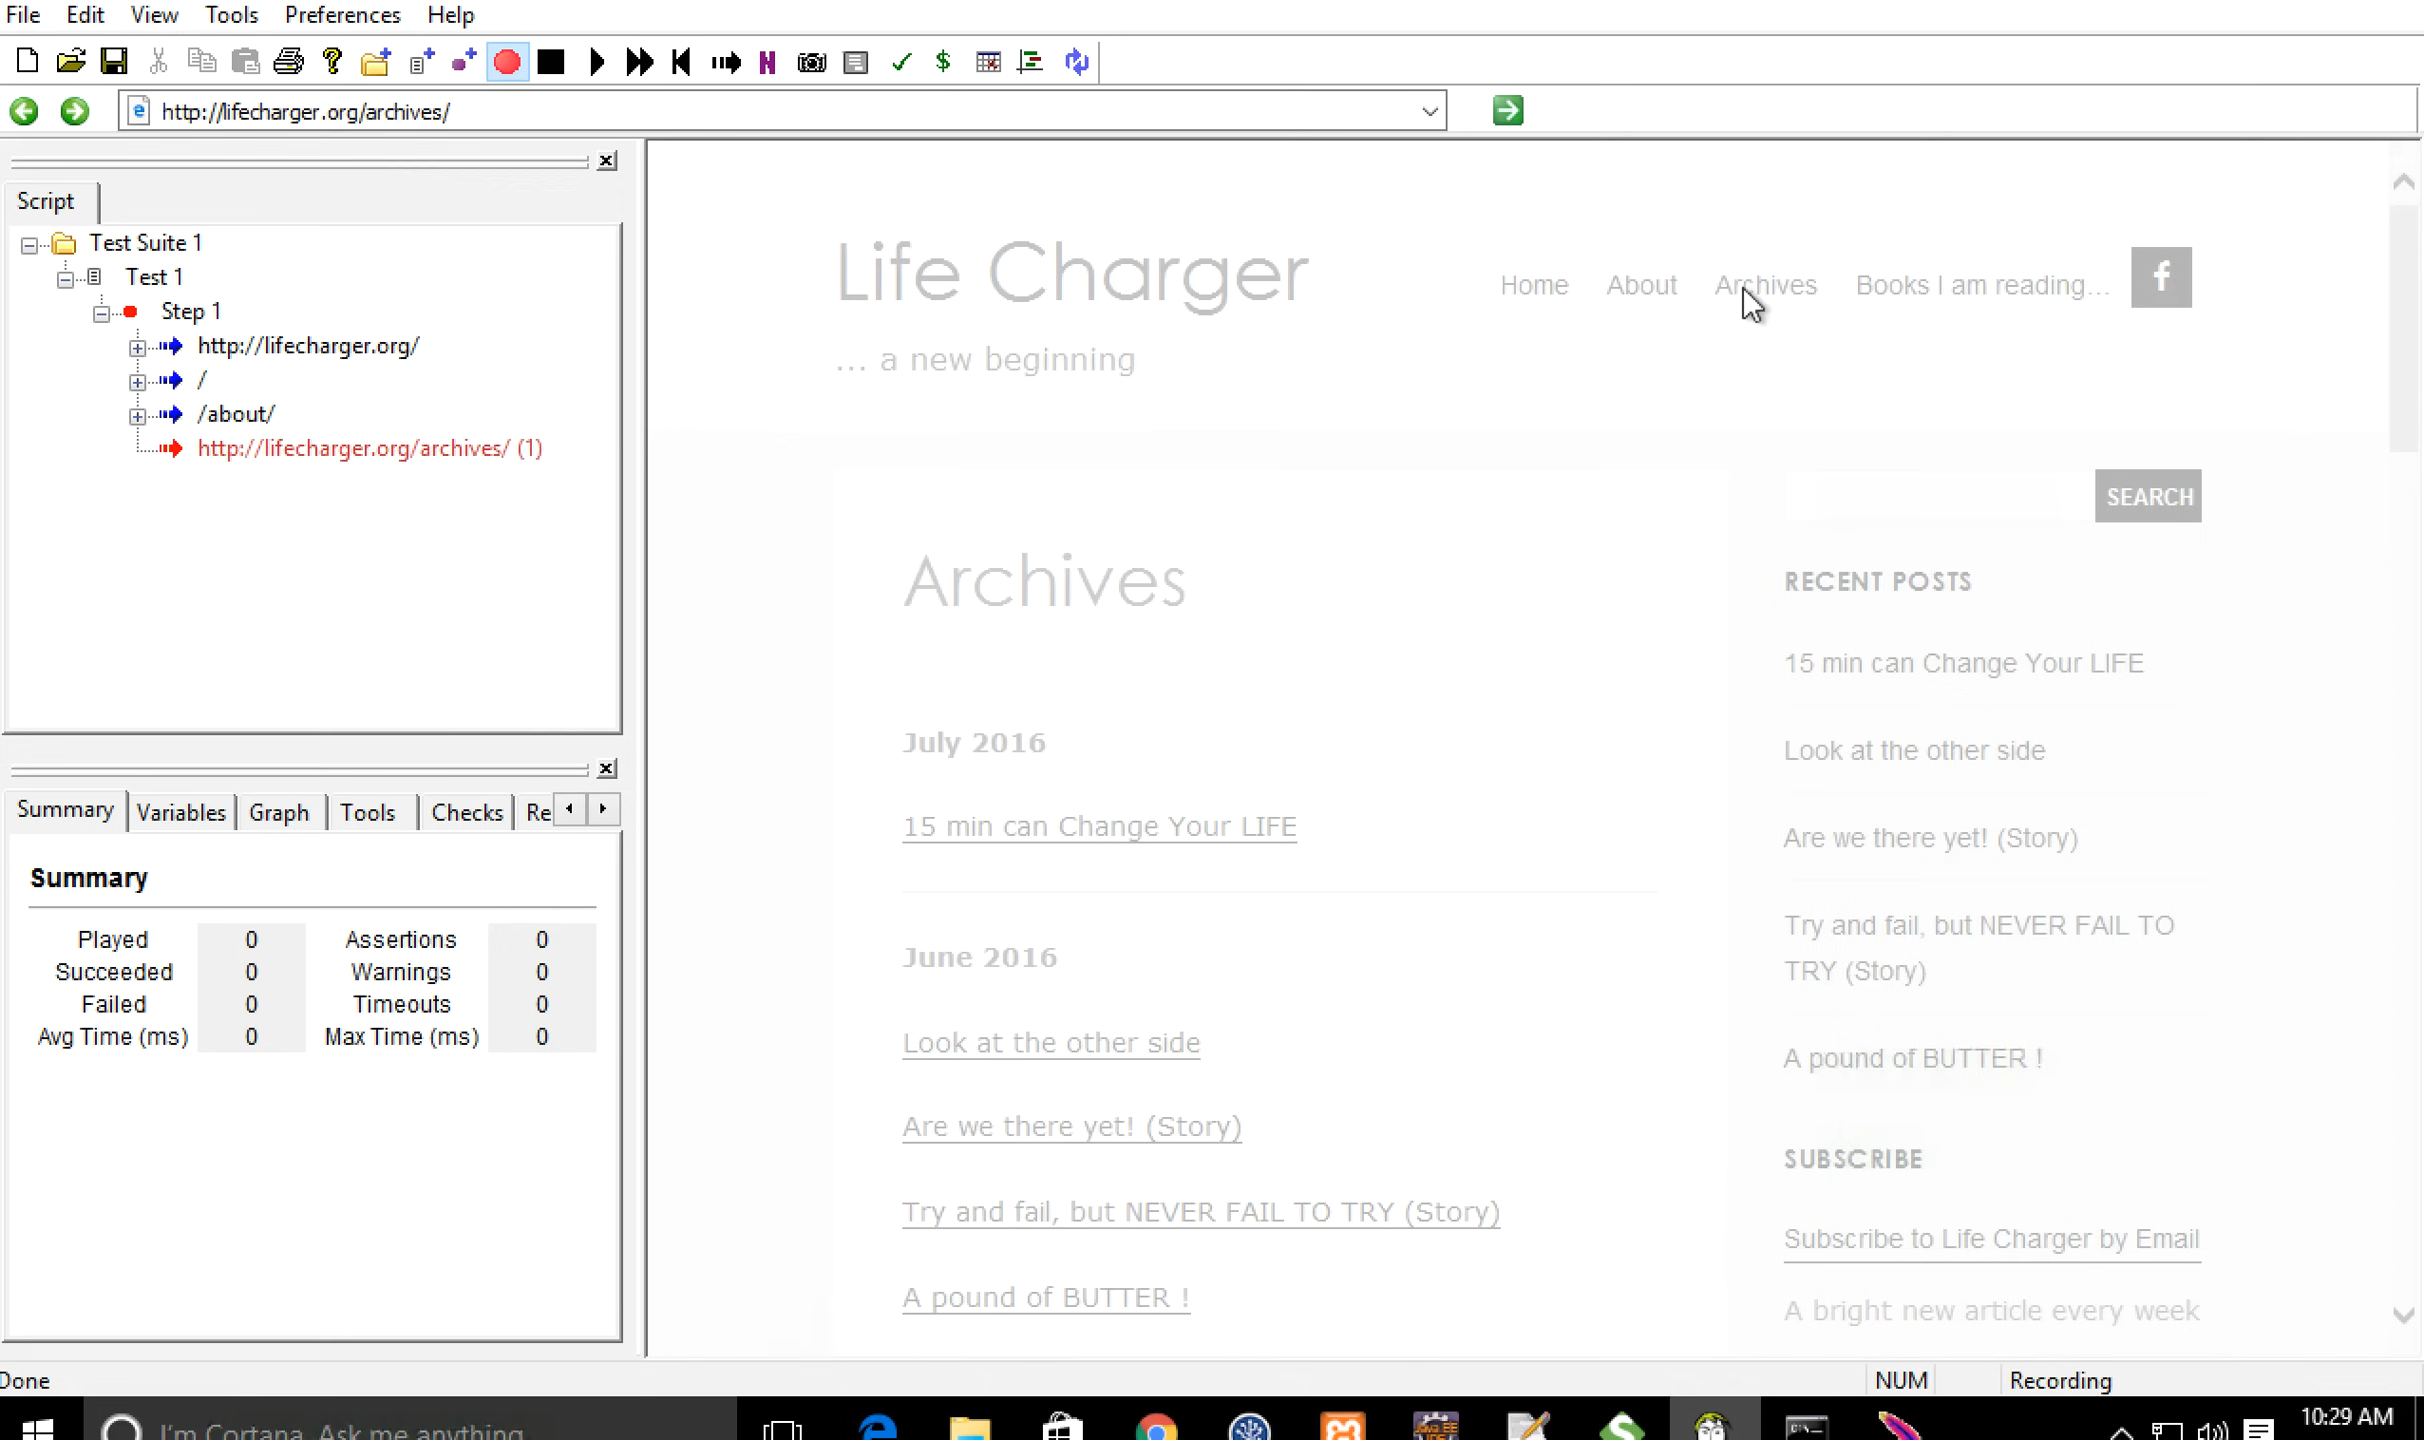 File Edit View Tools Preferences Help
http://lifecharger.org/archives/
Script
Test Suite 1
Test 1
Step 1
http://lifecharger.org/
/
/about/
http://lifecharger.org/archives/ (1)
Summary Variables Graph Tools Checks Re
Summary
Played 0 Assertions 0
Succeeded 0 Warnings 0
Failed 0 Timeouts 0
Avg Time (ms) 0 Max Time (ms) 0
Life Charger
... a new beginning
Home About Archives Books I am reading... f
SEARCH
Archives
July 2016
15 min can Change Your LIFE
June 2016
Look at the other side
Are we there yet! (Story)
Try and fail, but NEVER FAIL TO TRY (Story)
A pound of BUTTER !
RECENT POSTS
15 min can Change Your LIFE
Look at the other side
Are we there yet! (Story)
Try and fail, but NEVER FAIL TO
TRY (Story)
A pound of BUTTER !
SUBSCRIBE
Subscribe to Life Charger by Email
A bright new article every week
Done NUM Recording
I'm Cortana. Ask me anything.
10:29 AM